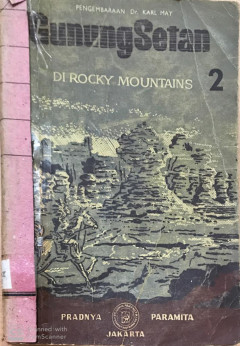 PENGEMBARAAN Dr. KARL MAY
Gunung Setan
DI ROCKY MOUNTAINS 2
PRADNYA PARAMITA
JAKARTA